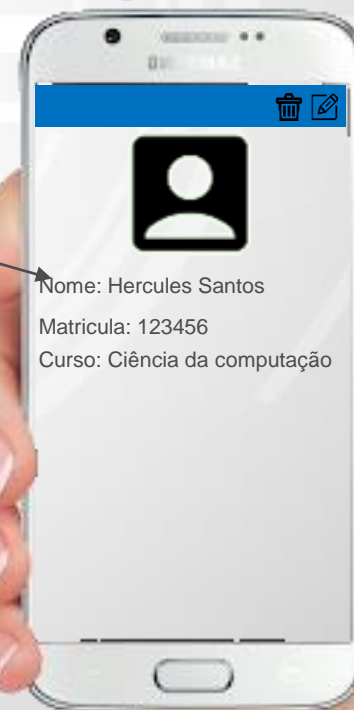 Nome: Hercules Santos
Matricula: 123456
Curso: Ciência da computação